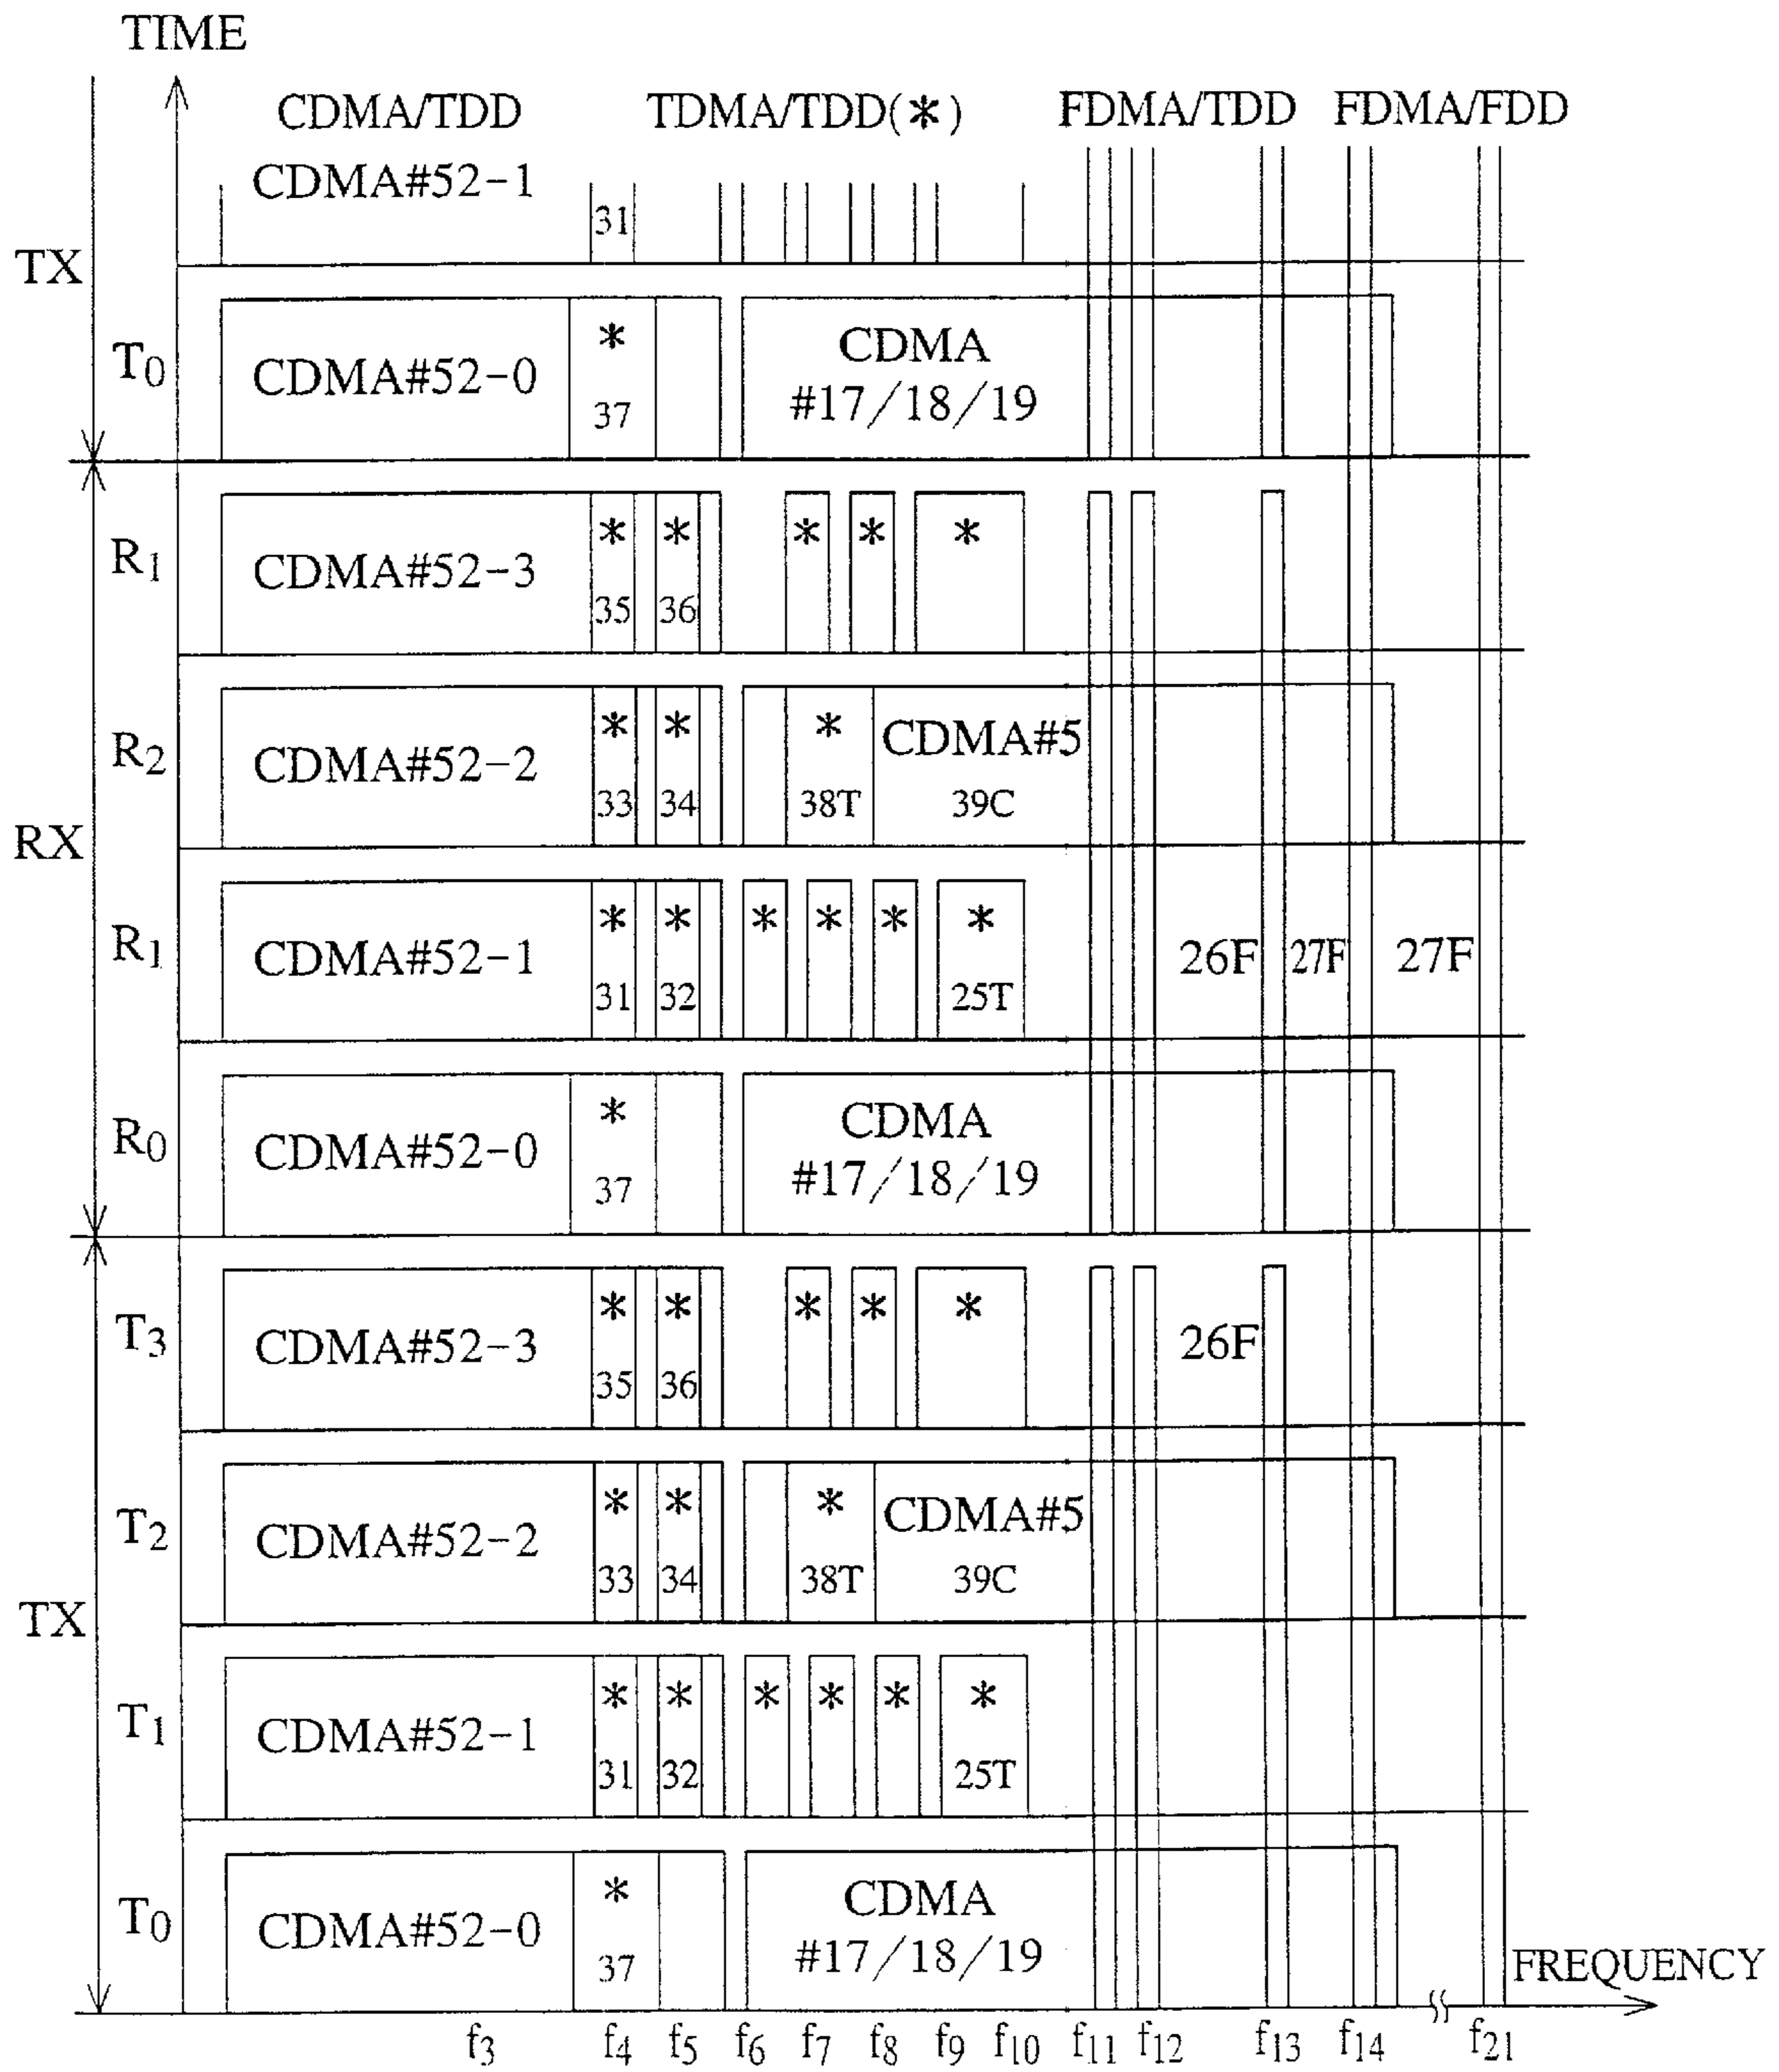 TIME
CDMA/TDD TDMA/TDD(*) FDMA/TDD FDMA/FDD
CDMA#52-1
31
TX
T0 CDMA#52-0 * 37 CDMA
#17/18/19
R1 CDMA#52-3 * * * * *
35 36
R2 CDMA#52-2 * * * CDMA#5
33 34 38T 39C
RX
R1 CDMA#52-1 * * * * * * 26F 27F 27F
31 32 25T
R0 CDMA#52-0 * 37 CDMA
#17/18/19
T3 CDMA#52-3 * * * * * 26F
35 36
T2 CDMA#52-2 * * * CDMA#5
33 34 38T 39C
TX
T1 CDMA#52-1 * * * * * *
31 32 25T
T0 CDMA#52-0 * 37 CDMA
#17/18/19
FREQUENCY
f3 f4 f5 f6 f7 f8 f9 f10 f11 f12 f13 f14 f21